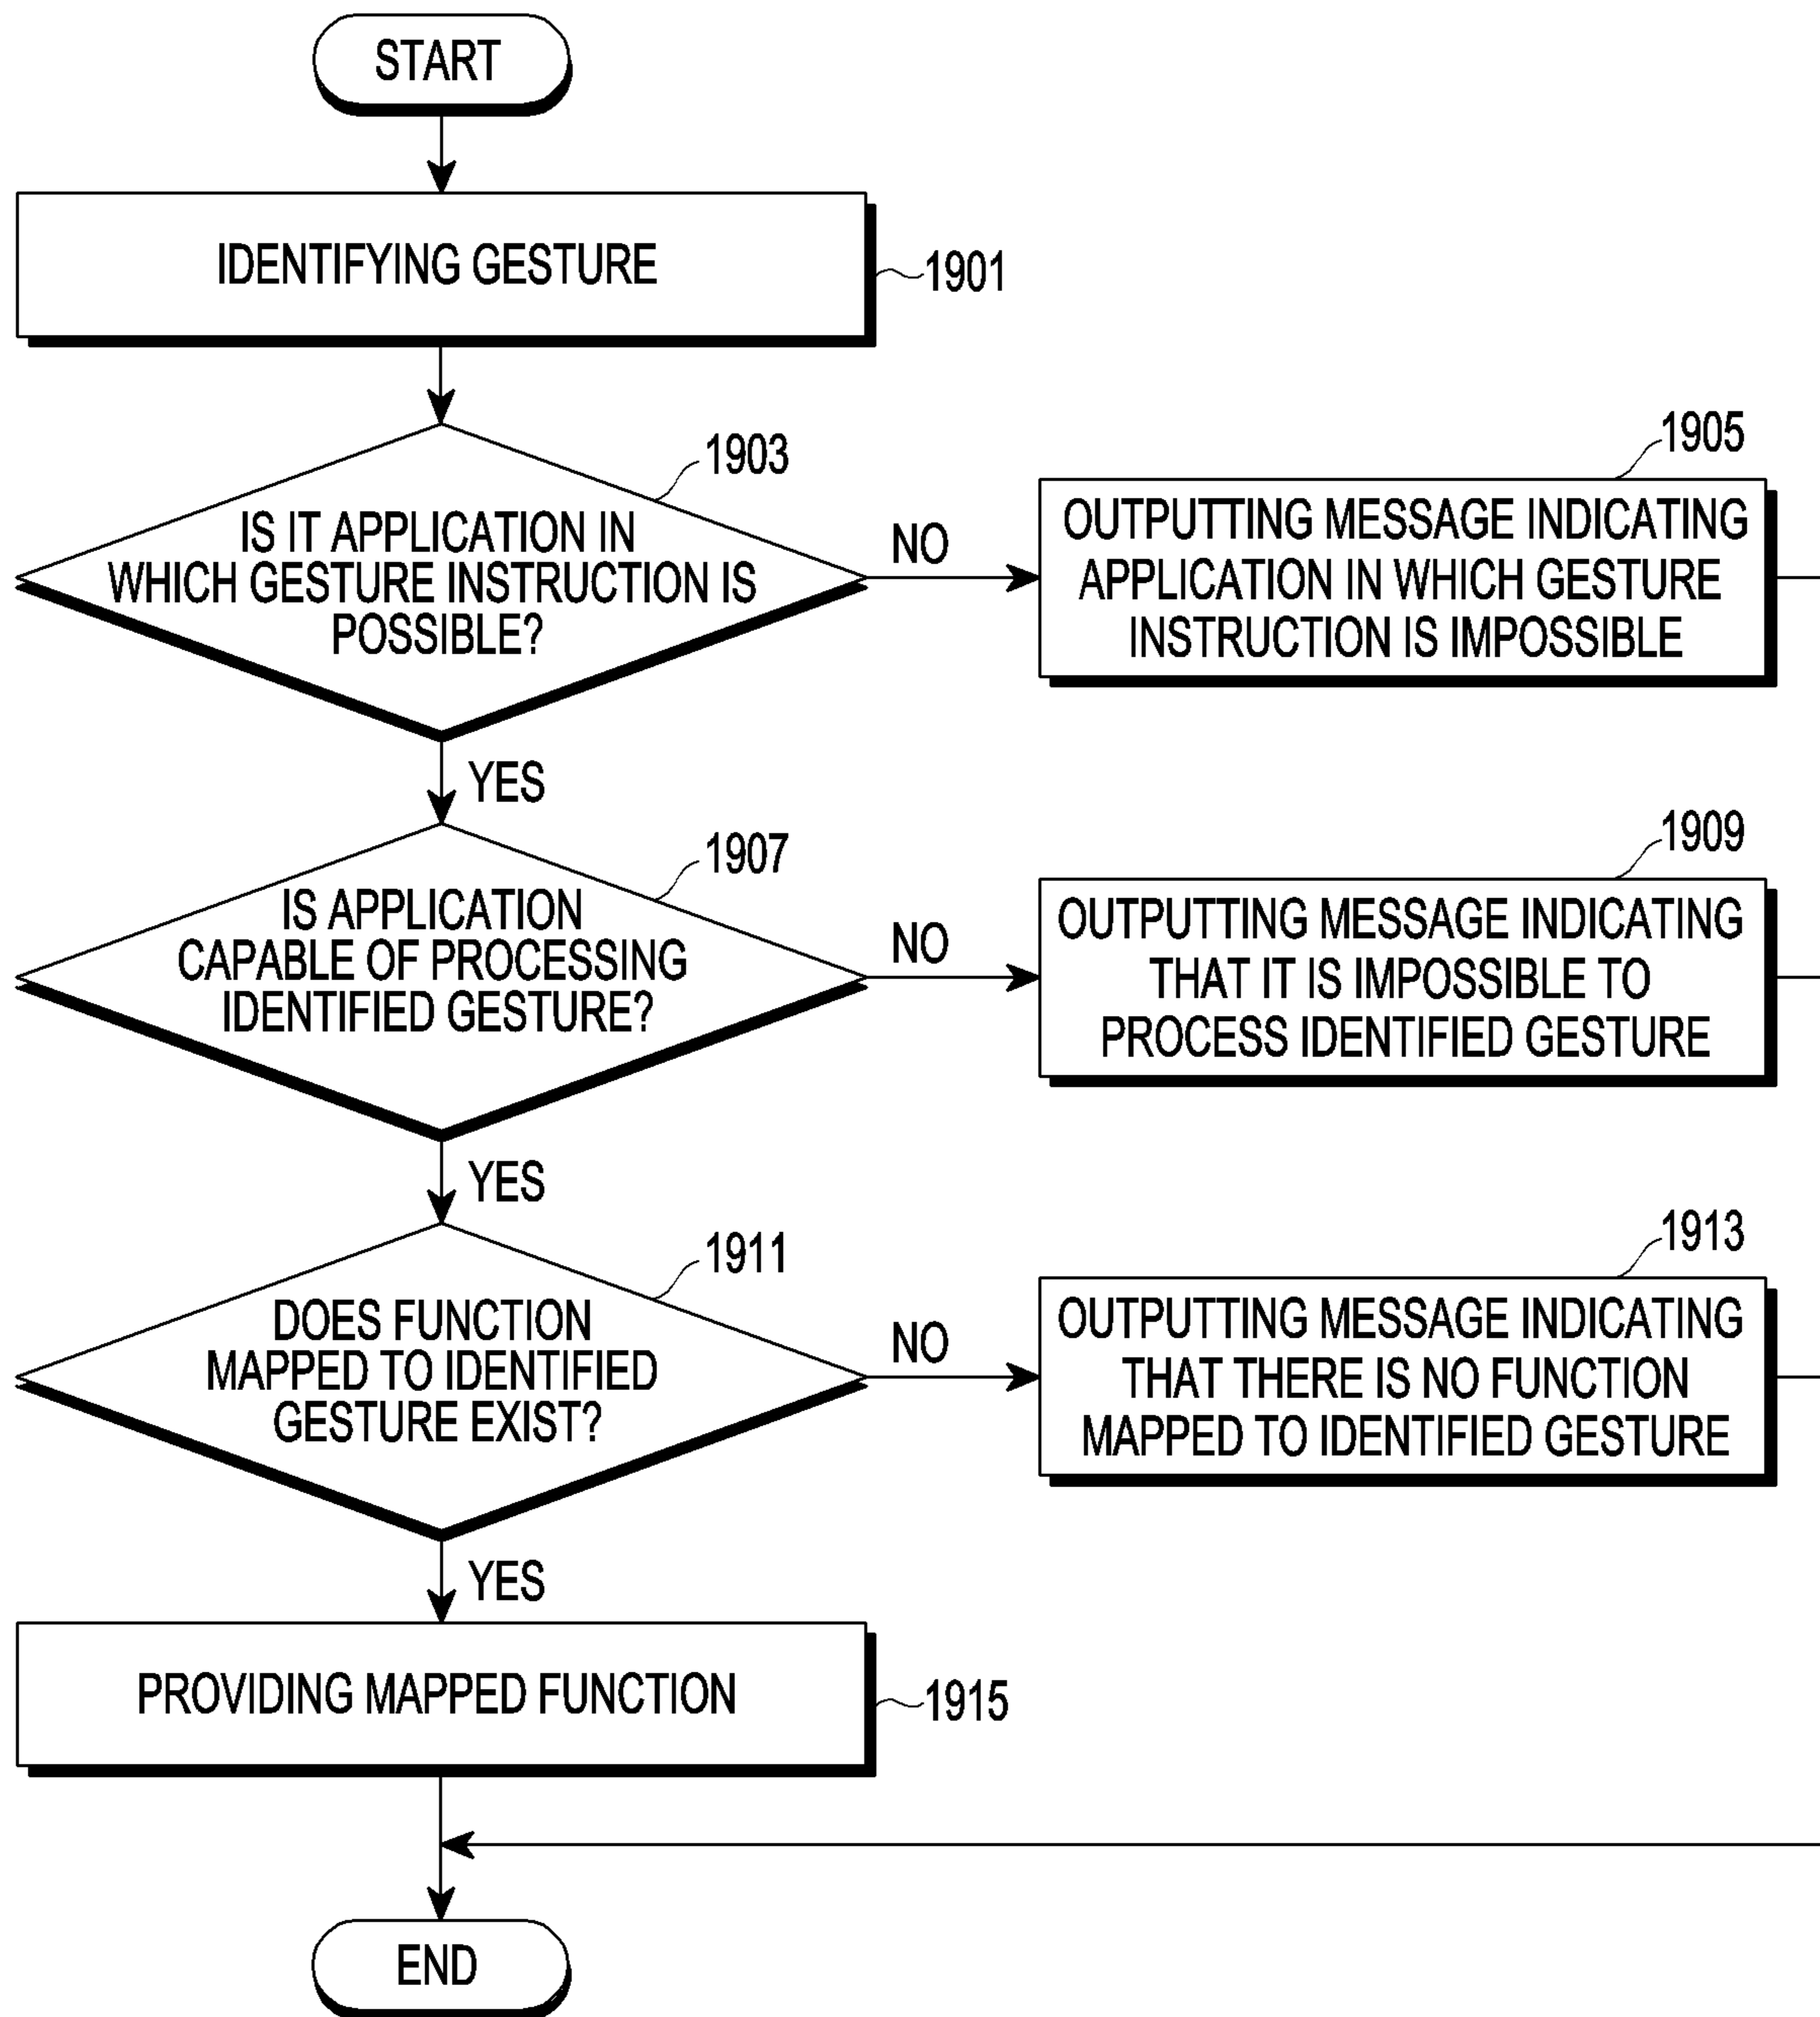 START
IDENTIFYING GESTURE
1901
1903
IS IT APPLICATION IN
WHICH GESTURE INSTRUCTION IS
POSSIBLE?
NO
1905
OUTPUTTING MESSAGE INDICATING
APPLICATION IN WHICH GESTURE
INSTRUCTION IS IMPOSSIBLE
YES
1907
IS APPLICATION
CAPABLE OF PROCESSING
IDENTIFIED GESTURE?
NO
1909
OUTPUTTING MESSAGE INDICATING
THAT IT IS IMPOSSIBLE TO
PROCESS IDENTIFIED GESTURE
YES
1911
DOES FUNCTION
MAPPED TO IDENTIFIED
GESTURE EXIST?
NO
1913
OUTPUTTING MESSAGE INDICATING
THAT THERE IS NO FUNCTION
MAPPED TO IDENTIFIED GESTURE
YES
PROVIDING MAPPED FUNCTION
1915
END